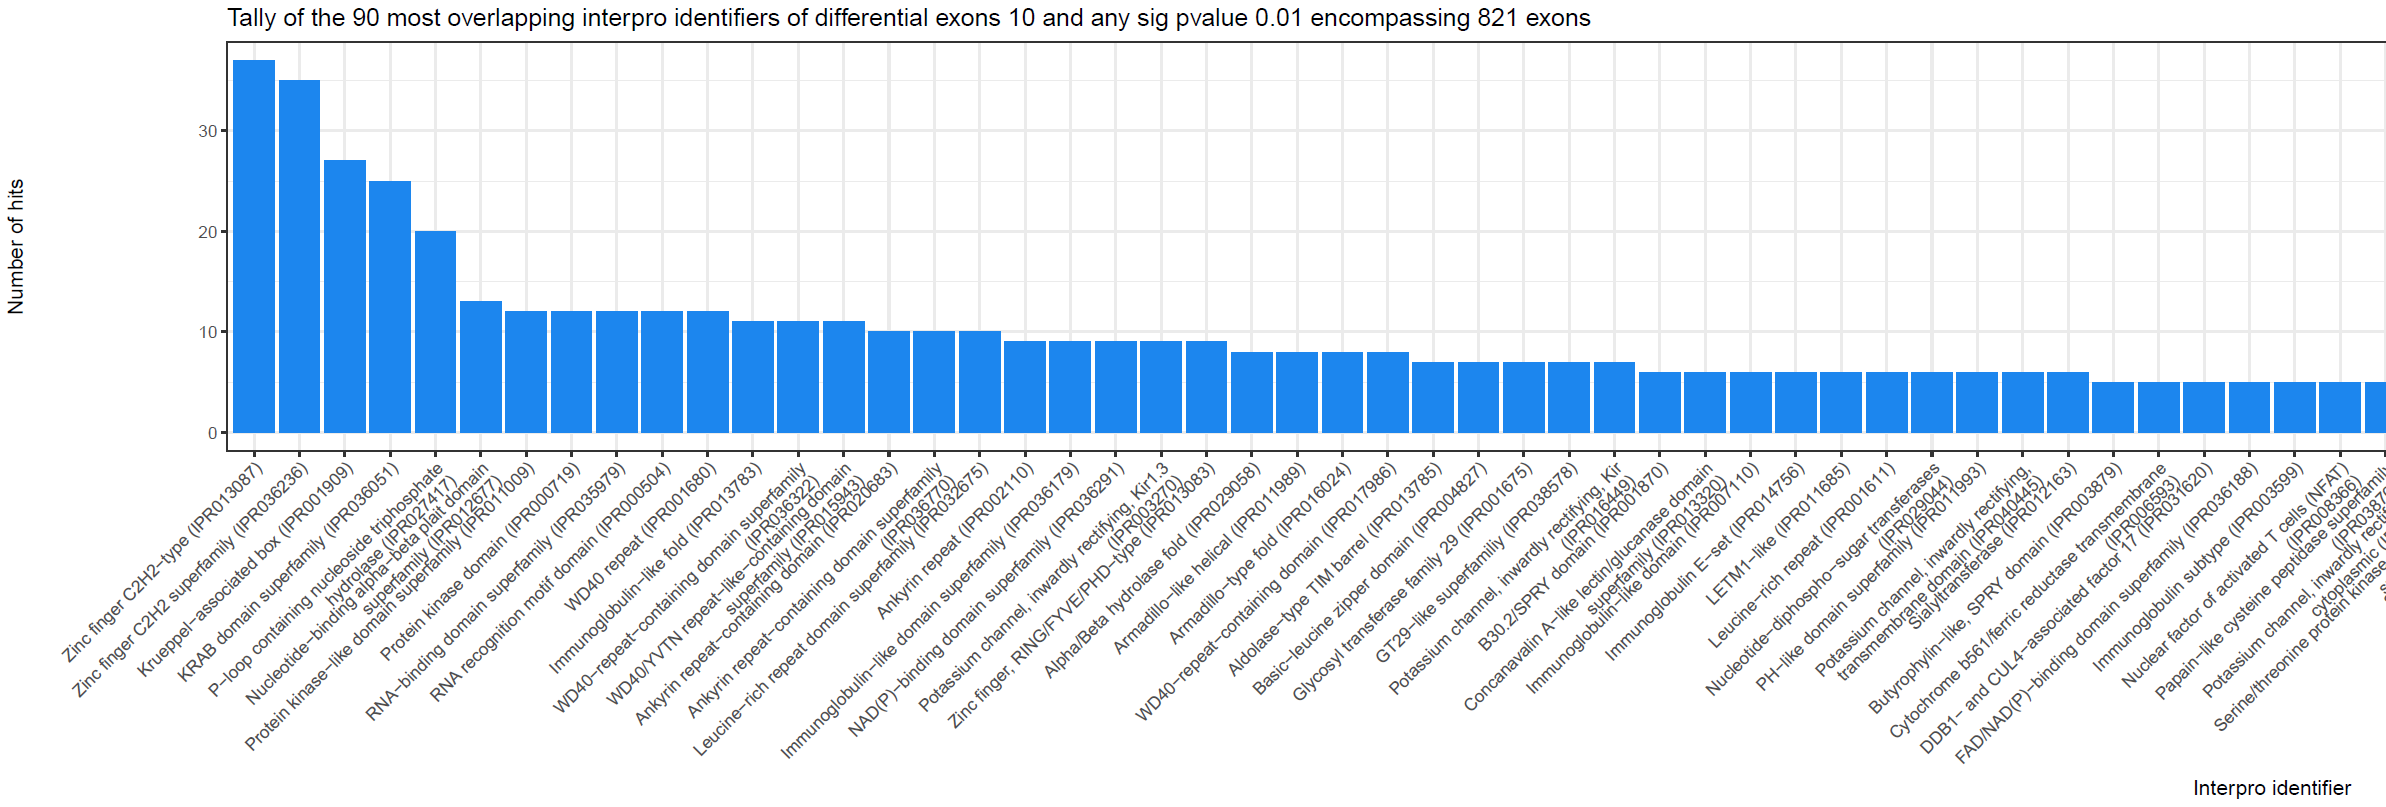 Tally of the 90 most overlapping interpro identifiers of differential exons 10 and any sig pvalue 0.01 encompassing 821 exons
Number of hits
30
20
10
0
Zinc finger C2H2−type (IPR013087)
Zinc finger C2H2 superfamily (IPR036236)
Krueppel−associated box (IPR001909)
KRAB domain superfamily (IPR036051)
P−loop containing nucleoside triphosphate
hydrolase (IPR027417)
Nucleotide−binding alpha−beta plait domain
superfamily (IPR012677)
Protein kinase−like domain superfamily (IPR011009)
Protein kinase domain (IPR000719)
RNA−binding domain superfamily (IPR035979)
RNA recognition motif domain (IPR000504)
WD40 repeat (IPR001680)
Immunoglobulin−like fold (IPR013783)
WD40−repeat−containing domain superfamily
(IPR036322)
WD40/YVTN repeat−like−containing domain
superfamily (IPR015943)
Ankyrin repeat−containing domain (IPR020683)
Ankyrin repeat−containing domain superfamily
(IPR036770)
Leucine−rich repeat domain superfamily (IPR032675)
Ankyrin repeat (IPR002110)
Immunoglobulin−like domain superfamily (IPR036179)
NAD(P)−binding domain superfamily (IPR036291)
Potassium channel, inwardly rectifying, Kir1.3
(IPR003270)
Zinc finger, RING/FYVE/PHD−type (IPR013083)
Alpha/Beta hydrolase fold (IPR029058)
Armadillo−like helical (IPR011989)
Armadillo−type fold (IPR016024)
WD40−repeat−containing domain (IPR017986)
Aldolase−type TIM barrel (IPR013785)
Basic−leucine zipper domain (IPR004827)
Glycosyl transferase family 29 (IPR001675)
GT29−like superfamiliy (IPR038578)
Potassium channel, inwardly rectifying, Kir
(IPR016449)
B30.2/SPRY domain (IPR001870)
Concanavalin A−like lectin/glucanase domain
superfamily (IPR013320)
Immunoglobulin−like domain (IPR007110)
Immunoglobulin E−set (IPR014756)
LETM1−like (IPR011685)
Leucine−rich repeat (IPR001611)
Nucleotide−diphospho−sugar transferases
(IPR029044)
PH−like domain superfamily (IPR011993)
Potassium channel, inwardly rectifying,
transmembrane domain (IPR040445)
Sialyltransferase (IPR012163)
Butyrophylin−like, SPRY domain (IPR003879)
Cytochrome b561/ferric reductase transmembrane
(IPR006593)
DDB1− and CUL4−associated factor 17 (IPR031620)
FAD/NAD(P)−binding domain superfamily (IPR036188)
Immunoglobulin subtype (IPR003599)
Nuclear factor of activated T cells (NFAT)
(IPR008366)
Papain−like cysteine peptidase superfamily
Potassium channel, inwardly
cytoplasmic
Serine/threonine protein kinase
Interpro identifier